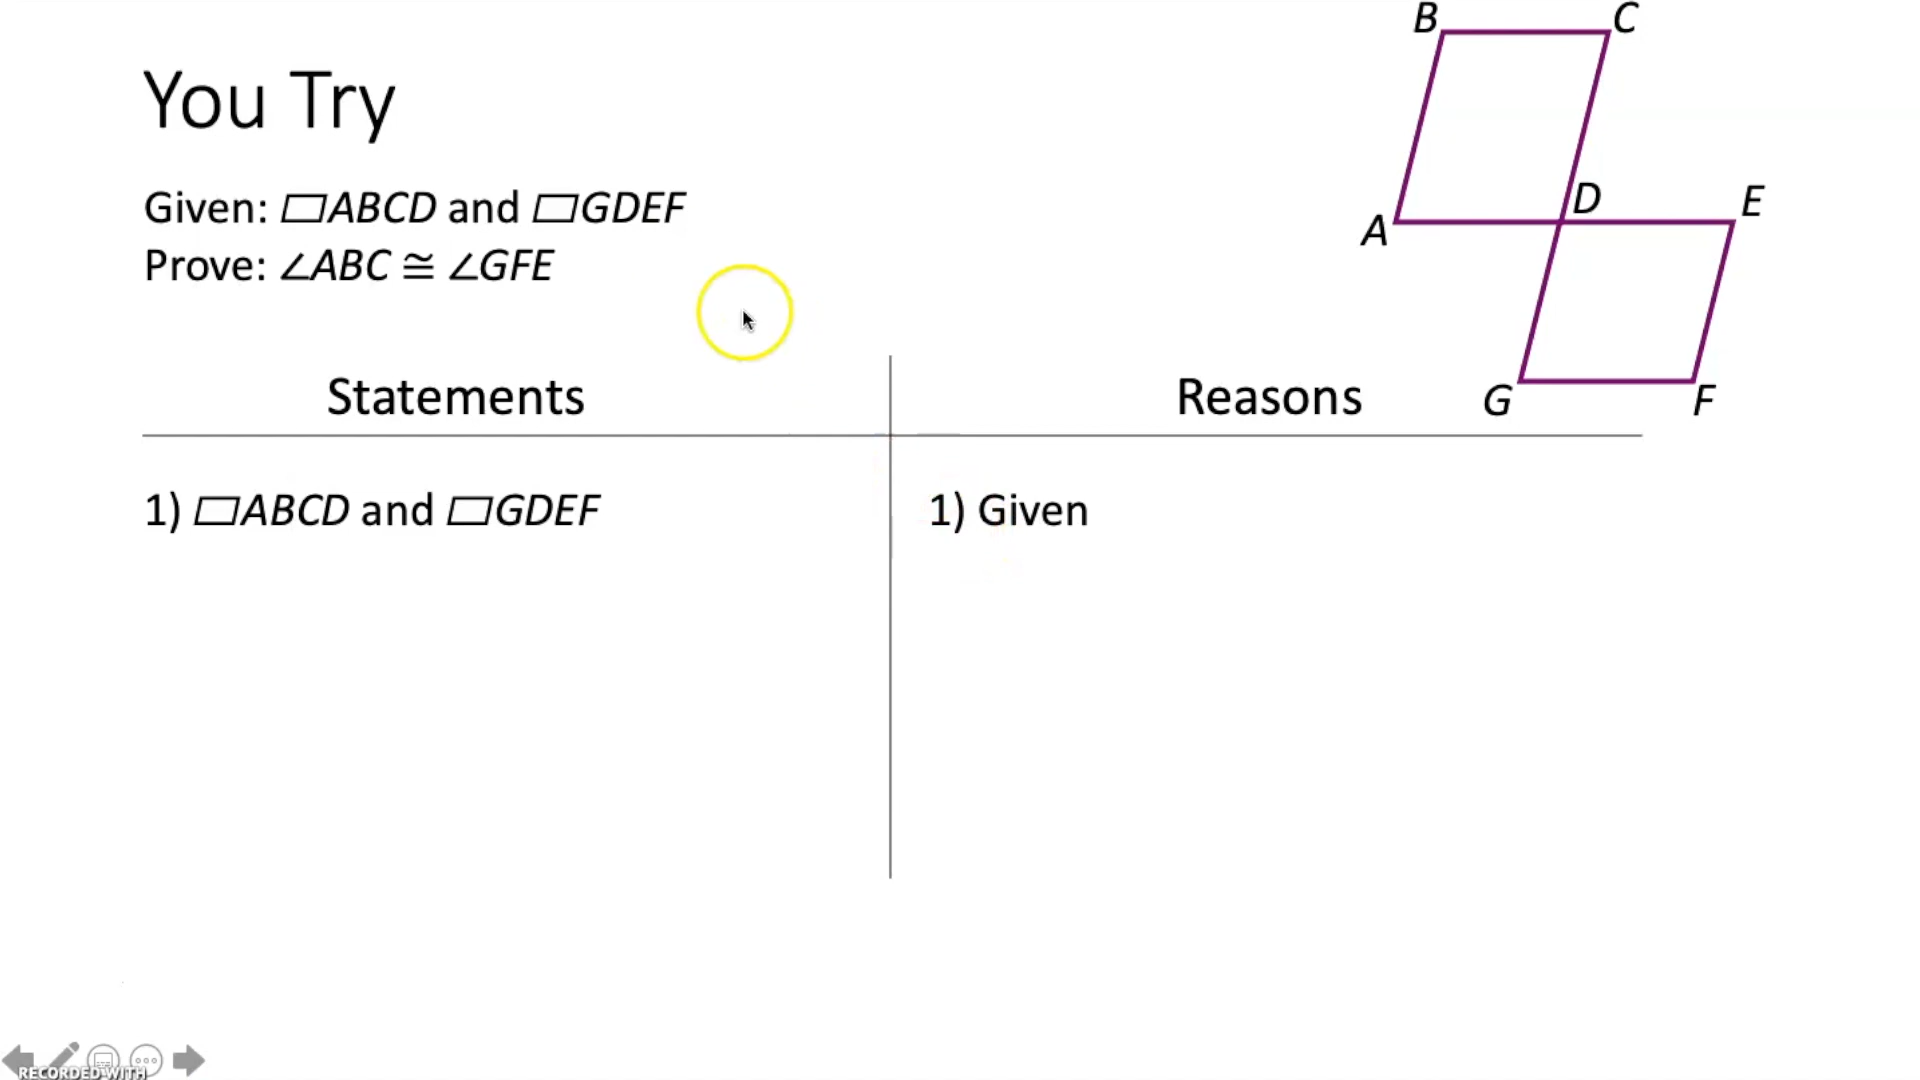 You Try
Given: ▱ABCD and ▱GDEF
Prove: ∠ABC ≅ ∠GFE
B
C
D
E
A
G
F
Statements
Reasons
1) ▱ABCD and ▱GDEF
1) Given
RECORDED WITH